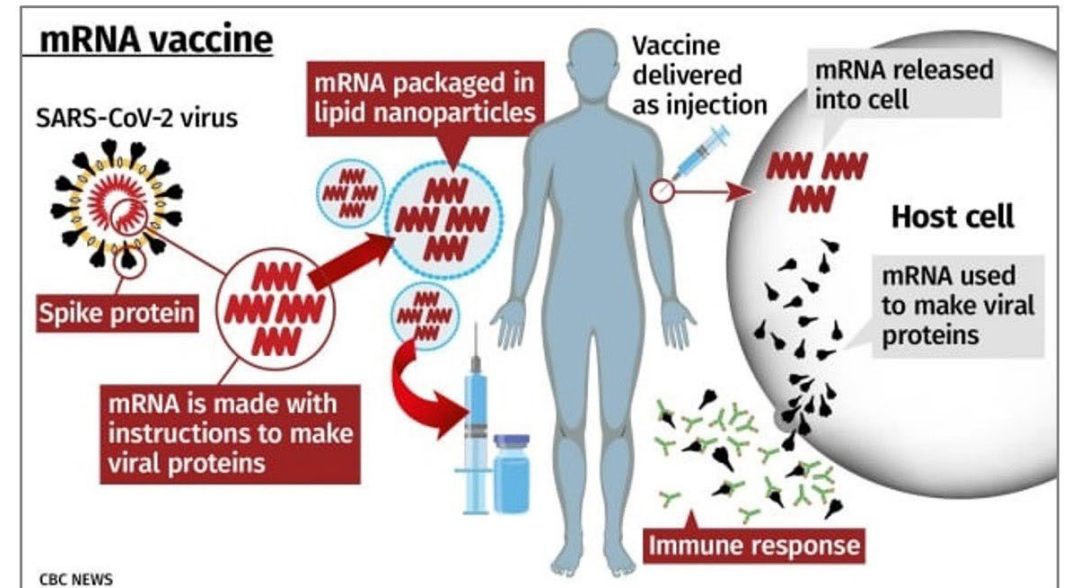 mRNA vaccine
SARS-CoV-2 virus
Spike protein
mRNA is made with
instructions to make
viral proteins
mRNA packaged in
lipid nanoparticles
Vaccine
delivered
as injection
mRNA released
into cell
Host cell
mRNA used
to make viral
proteins
Immune response
CBC NEWS